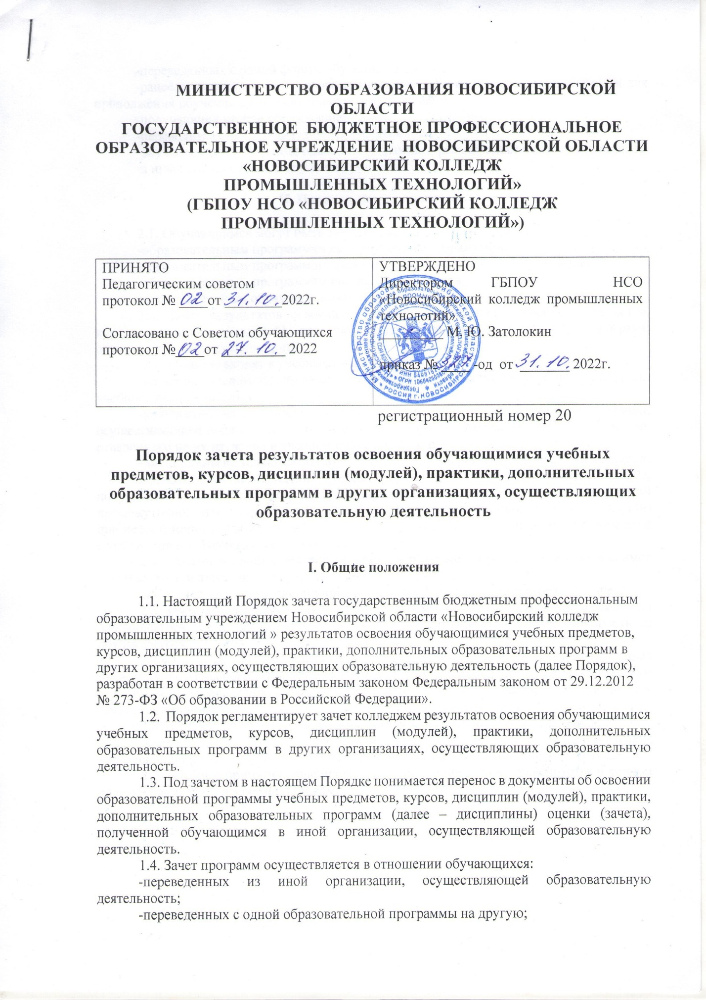 МИНИСТЕРСТВО ОБРАЗОВАНИЯ НОВОСИБИРСКОЙ
ОБЛАСТИ
ГОСУДАРСТВЕННОЕ БЮДЖЕТНОЕ ПРОФЕССИОНАЛЬНОЕ
ОБРАЗОВАТЕЛЬНОЕ УЧРЕЖДЕНИЕ НОВОСИБИРСКОЙ ОБЛАСТИ
«НОВОСИБИРСКИЙ КОЛЛЕДЖ
ПРОМЫШЛЕННЫХ ТЕХНОЛОГИЙ»
(ГБПОУ НСО «НОВОСИБИРСКИЙ КОЛЛЕДЖ
ПРОМЫШЛЕННЫХ ТЕХНОЛОГИЙ»)
ПРИНЯТО
Педагогическим советом
протокол № 02 от 31.10.2022г.
Согласовано с Советом обучающихся
протокол № 02 от 27.10. 2022
УТВЕРЖДЕНО
Директором ГБПОУ НСО
«Новосибирский колледж промышленных
технологий»
М.Ю. Затолокин
приказ № -од от 31.10.2022г.
регистрационный номер 20
Порядок зачета результатов освоения обучающимися учебных
предметов, курсов, дисциплин (модулей), практики, дополнительных
образовательных программ в других организациях, осуществляющих
образовательную деятельность
I. Общие положения
1.1. Настоящий Порядок зачета государственным бюджетным профессиональным
образовательным учреждением Новосибирской области «Новосибирский колледж
промышленных технологий » результатов освоения обучающимися учебных предметов,
курсов, дисциплин (модулей), практики, дополнительных образовательных программ в
других организациях, осуществляющих образовательную деятельность (далее Порядок),
разработан в соответствии с Федеральным законом Федеральным законом от 29.12.2012
№ 273-ФЗ «Об образовании в Российской Федерации».
1.2. Порядок регламентирует зачет колледжем результатов освоения обучающимися
учебных предметов, курсов, дисциплин (модулей), практики, дополнительных
образовательных программ в других организациях, осуществляющих образовательную
деятельность.
1.3. Под зачетом в настоящем Порядке понимается перенос в документы об освоении
образовательной программы учебных предметов, курсов, дисциплин (модулей), практики,
дополнительных образовательных программ (далее – дисциплины) оценки (зачета),
полученной обучающимся в иной организации, осуществляющей образовательную
деятельность.
1.4. Зачет программ осуществляется в отношении обучающихся:
-переведенных из иной организации, осуществляющей образовательную
деятельность;
-переведенных с одной образовательной программы на другую;